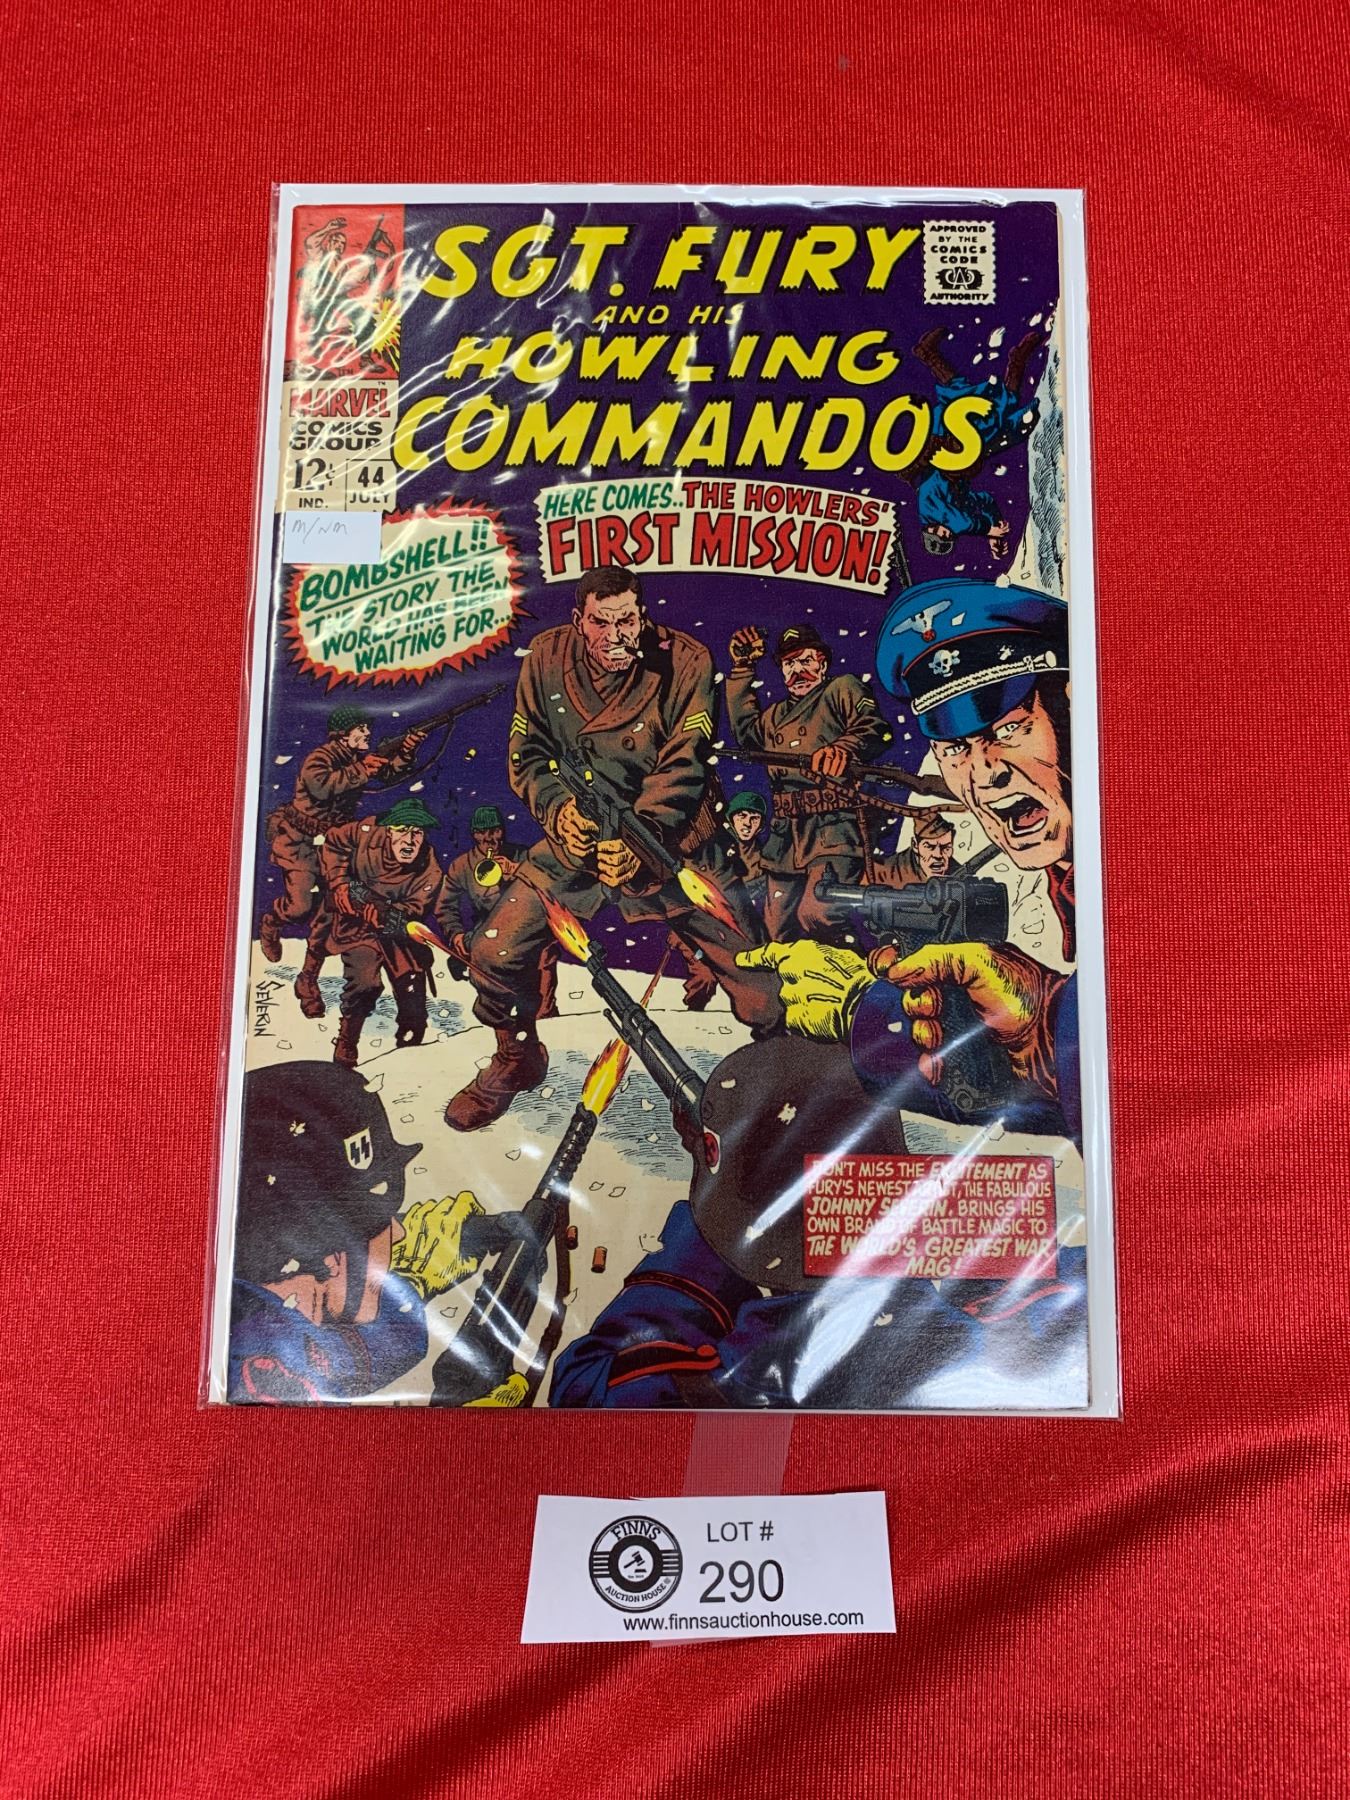 SGT. FURY
AND HIS
HOWLING
COMMANDOS
APPROVED
BY THE
COMICS
CODE
CA
AUTHORITY
MARVEL
COMICS
GROUP
12¢
IND.
44
JULY
M/NM
HERE COMES..THE HOWLERS'
FIRST MISSION!
BOMBSHELL!!
THE STORY THE
WORLD HAS BEEN
WAITING FOR...
SEVERIN
DON'T MISS THE EXCITEMENT AS
FURY'S NEWEST ARTIST, THE FABULOUS
JOHNNY SEVERIN, BRINGS HIS
OWN BRAND OF BATTLE MAGIC TO
THE WORLD'S GREATEST WAR
MAG!
FINNS
AUCTION HOUSE
LOT #
290
www.finnsauctionhouse.com